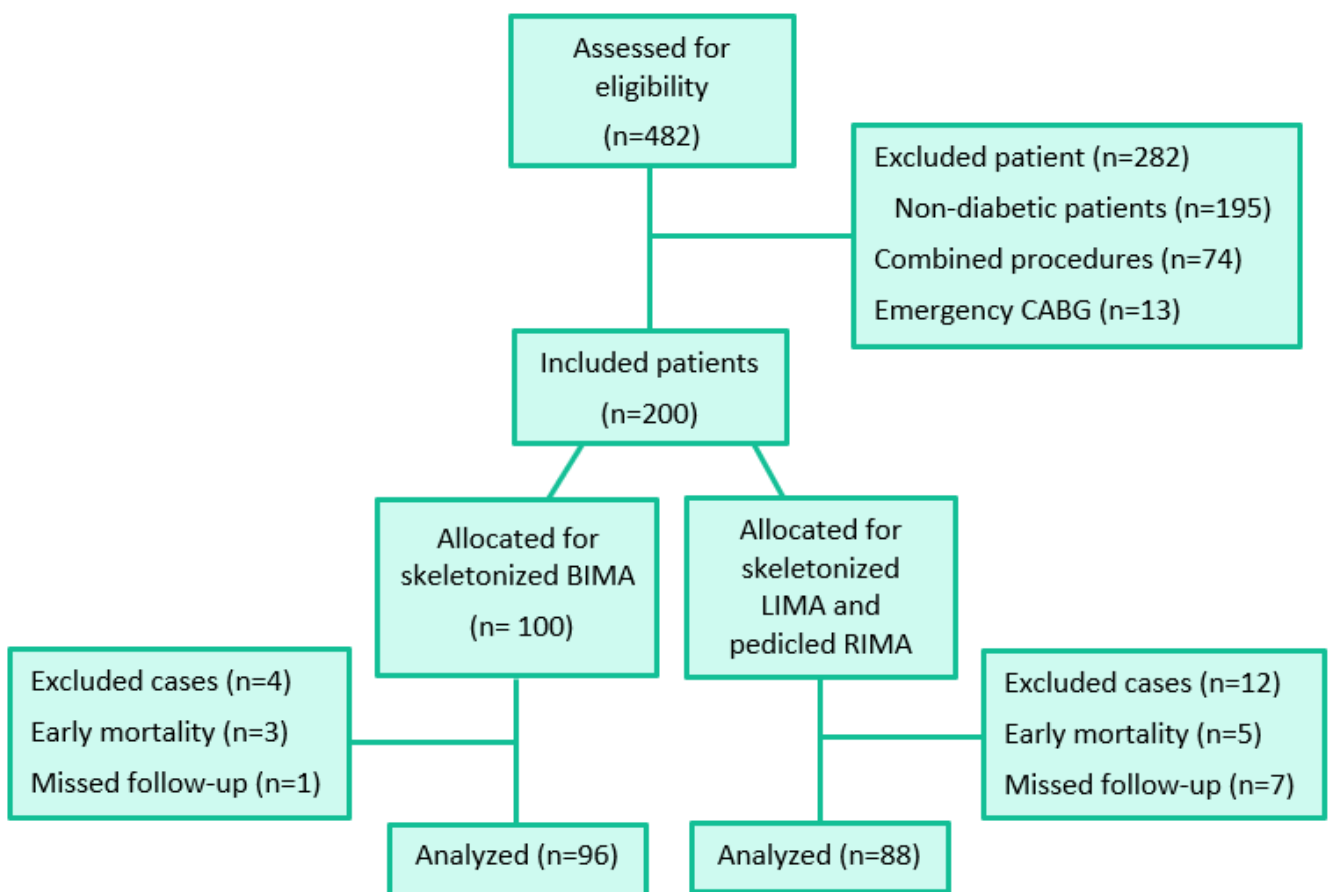 Assessed for
eligibility
(n=482)
Excluded patient (n=282)
Non-diabetic patients (n=195)
Combined procedures (n=74)
Emergency CABG (n=13)
Included patients
(n=200)
Allocated for
skeletonized BIMA
(n= 100)
Allocated for
skeletonized
LIMA and
pedicled RIMA
Excluded cases (n=4)
Early mortality (n=3)
Missed follow-up (n=1)
Excluded cases (n=12)
Early mortality (n=5)
Missed follow-up (n=7)
Analyzed (n=96)
Analyzed (n=88)